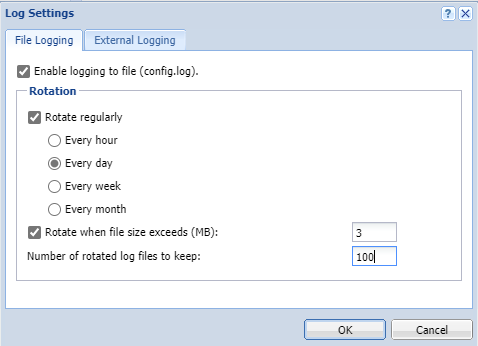 Log Settings
File Logging External Logging
Enable logging to file (config.log).
Rotation
Rotate regularly
Every hour
Every day
Every week
Every month
Rotate when file size exceeds (MB): 3
Number of rotated log files to keep: 100
OK Cancel